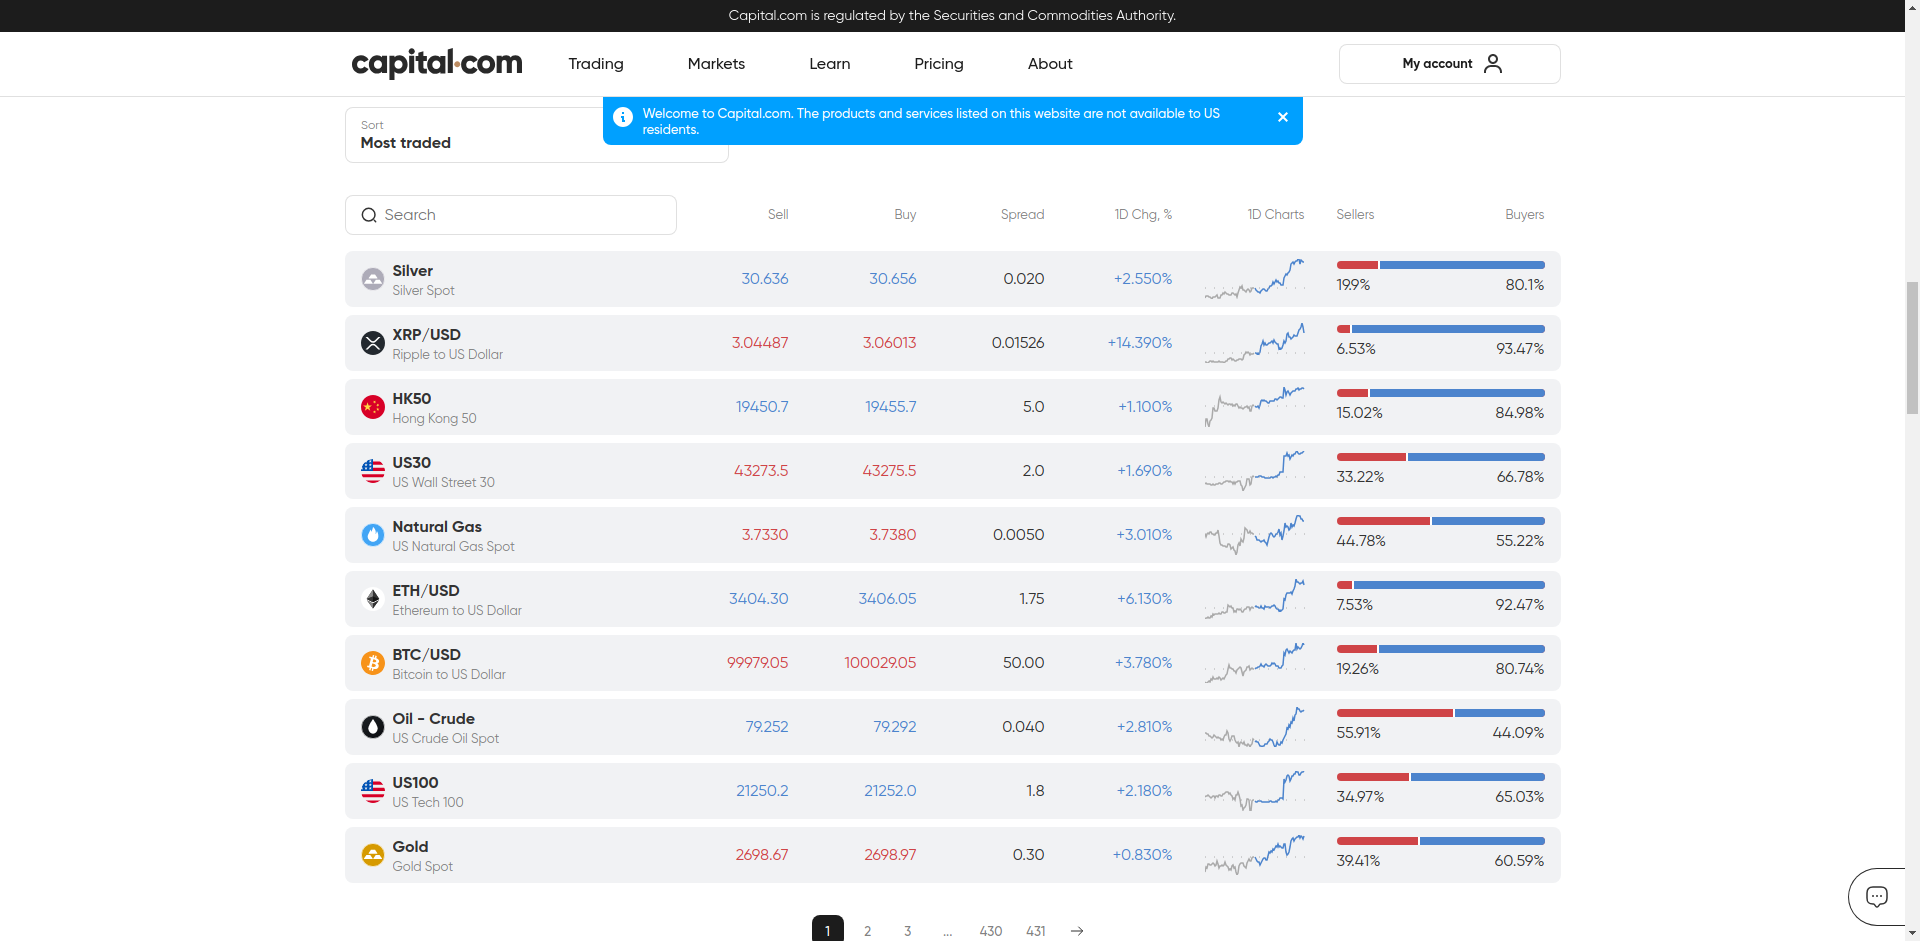 Capital.com is regulated by the Securities and Commodities Authority.
capital.com
Trading
Markets
Learn
Pricing
About
My account
Welcome to Capital.com. The products and services listed on this website are not available to US
residents.
Sort
Most traded
Search
Sell
Buy
Spread
1D Chg, %
1D Charts
Sellers
Buyers
Silver
Silver Spot
30.636
30.656
0.020
+2.550%
19.9%
80.1%
XRP/USD
Ripple to US Dollar
3.04487
3.06013
0.01526
+14.390%
6.53%
93.47%
HK50
Hong Kong 50
19450.7
19455.7
5.0
+1.100%
15.02%
84.98%
US30
US Wall Street 30
43273.5
43275.5
2.0
+1.690%
33.22%
66.78%
Natural Gas
US Natural Gas Spot
3.7330
3.7380
0.0050
+3.010%
44.78%
55.22%
ETH/USD
Ethereum to US Dollar
3404.30
3406.05
1.75
+6.130%
7.53%
92.47%
BTC/USD
Bitcoin to US Dollar
99979.05
100029.05
50.00
+3.780%
19.26%
80.74%
Oil - Crude
US Crude Oil Spot
79.252
79.292
0.040
+2.810%
55.91%
44.09%
US100
US Tech 100
21250.2
21252.0
1.8
+2.180%
34.97%
65.03%
Gold
Gold Spot
2698.67
2698.97
0.30
+0.830%
39.41%
60.59%
1
2
3
...
430
431